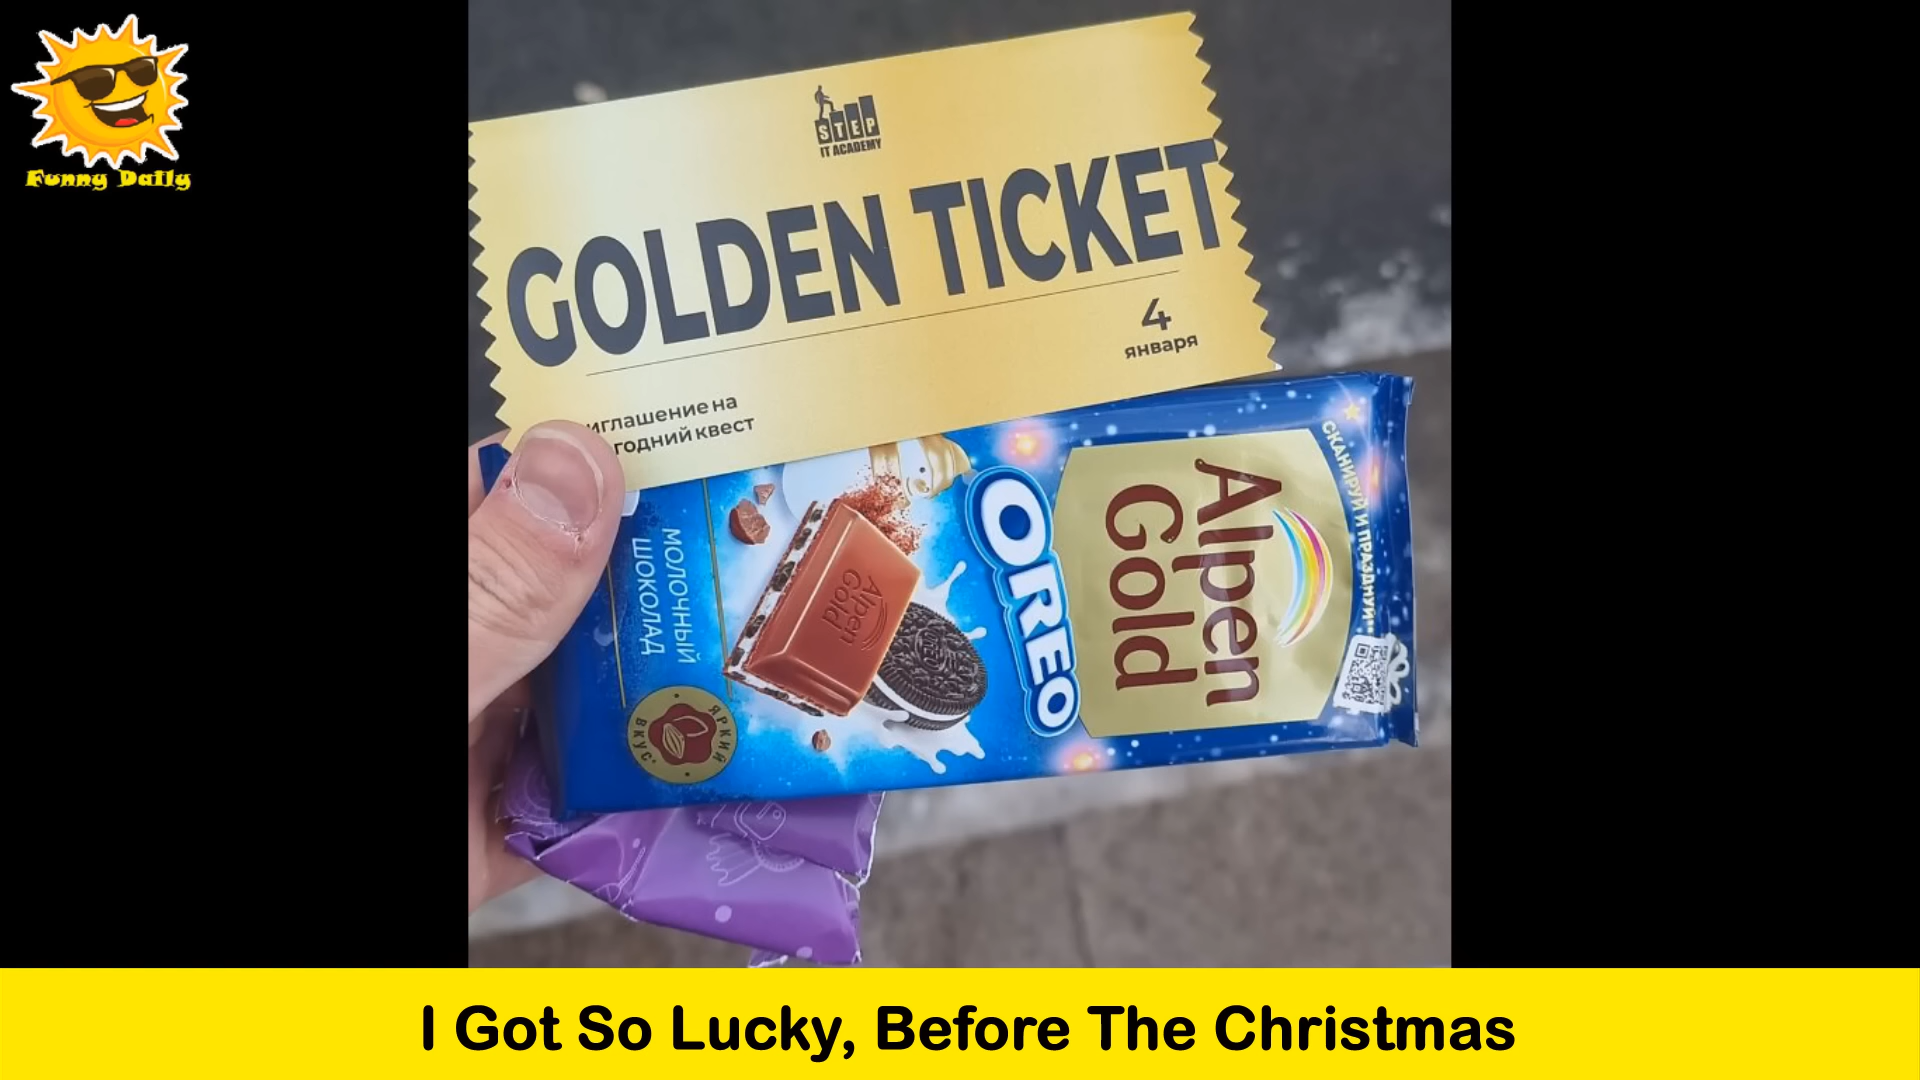 Funny Daily
STEP
IT ACADEMY
GOLDEN TICKET
4
января
иглашение на
годний квест
СКАНИРУЙ И ПРАЗДНУЙ
Alpen
Gold
OREO
Alpen
Gold
МОЛОЧНЫЙ
ШОКОЛАД
ЯРКИЙ
ВКУС
I Got So Lucky, Before The Christmas